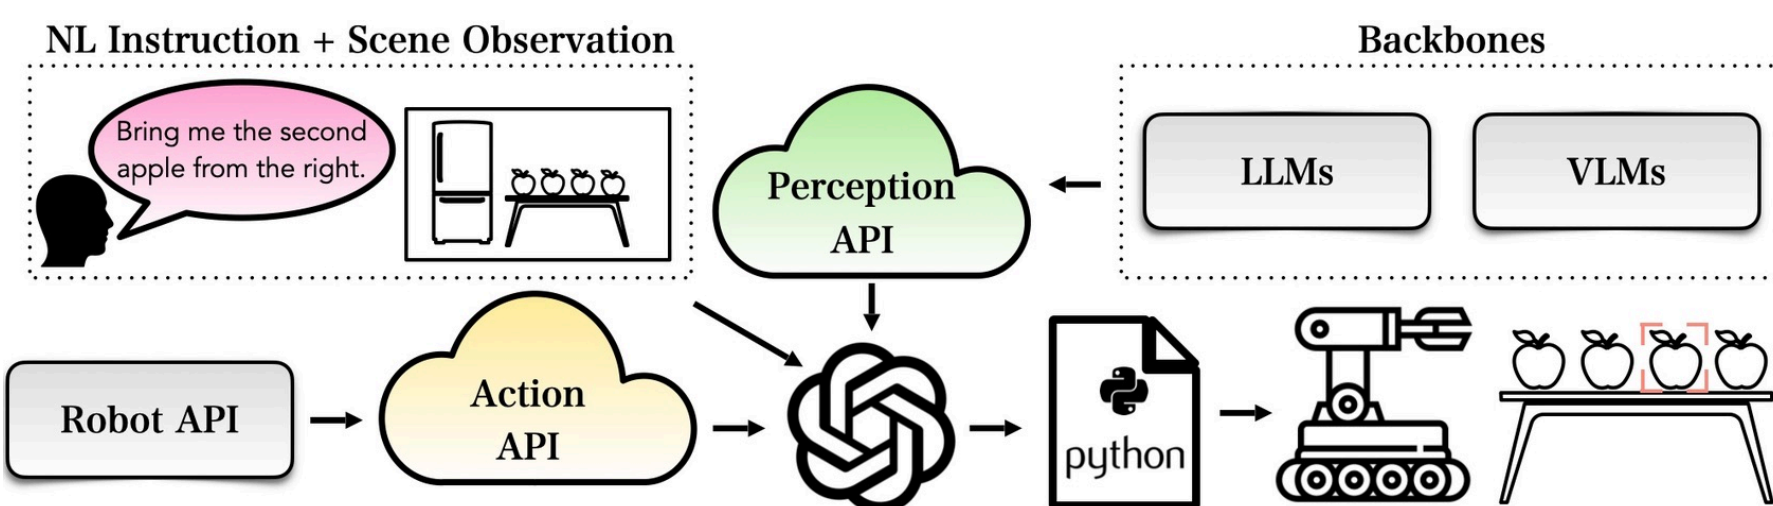 NL Instruction + Scene Observation
Backbones
Bring me the second
apple from the right.
Perception
API
LLMs
VLMs
Robot API
Action
API
python